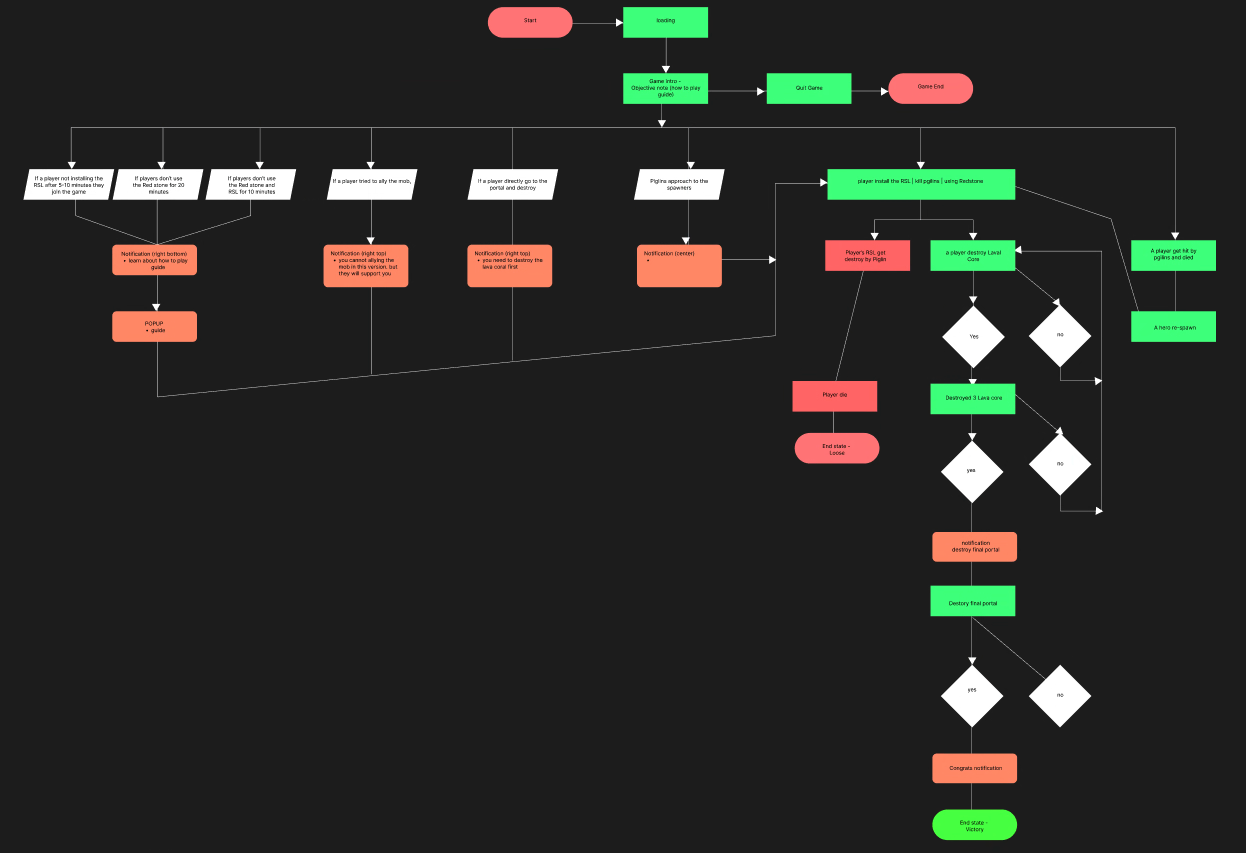 Start
loading
Game Intro -
Objective note (how to play
guide)
Quit Game
Game End
If a player not installing the
RSL after 5-10 minutes they
join the game
If players don't use
the Red stone for 20
minutes
If players don't use
the Red stone and
RSL for 10 minutes
If a player tried to ally the mob,
If a player directly go to the
portal and destroy
Piglins approach to the
spawners
player install the RSL | kill pgilins | using Redstone
Notification (right bottom)
• learn about how to play
guide
Notification (right top)
• you cannot allying the
mob in this version, but
they will support you
Notification (right top)
• you need to destroy the
lava coral first
Notification (center)
•
Player's RSL got
destroy by Piglin
a player destroy Laval
Core
A player get hit by
pgilins and died
POPUP
• guide
Yes
no
A hero re-spawn
Player die
Destroyed 3 Lava core
End state -
Loose
yes
no
notification
destroy final portal
Destory final portal
yes
no
Congrats notification
End state -
Victory